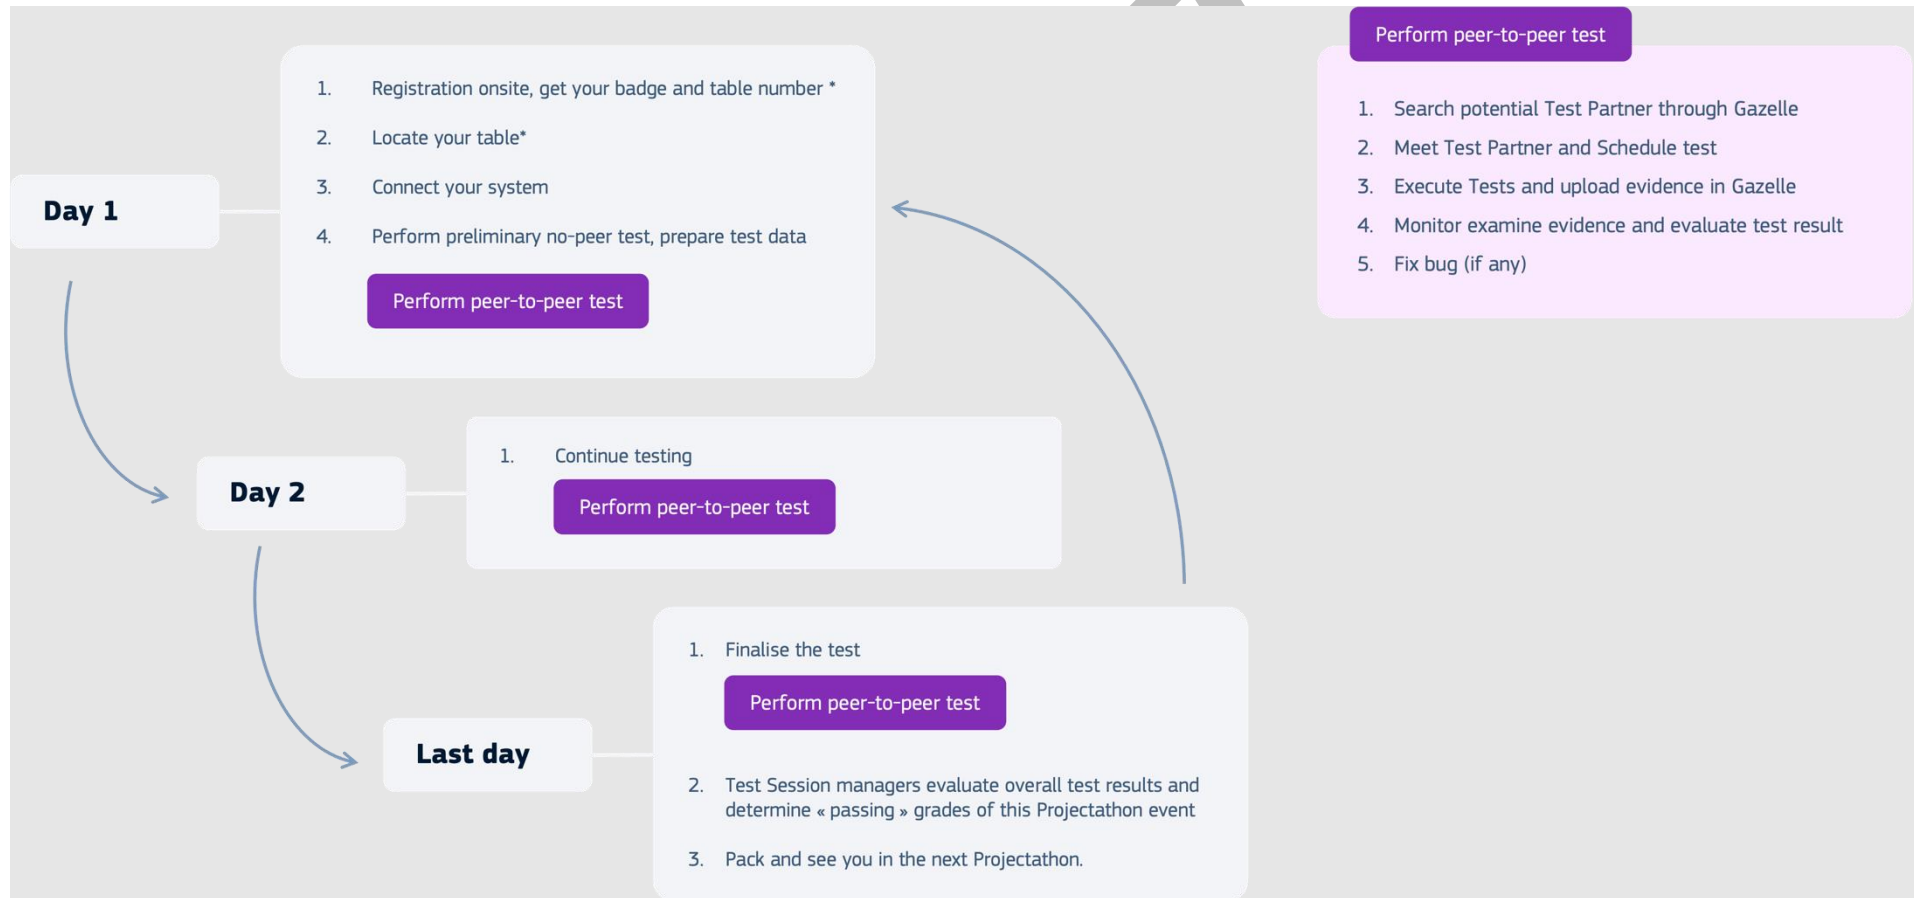 Day 1
1. Registration onsite, get your badge and table number *
2. Locate your table*
3. Connect your system
4. Perform preliminary no-peer test, prepare test data
Perform peer-to-peer test
Day 2
1. Continue testing
Perform peer-to-peer test
Last day
1. Finalise the test
Perform peer-to-peer test
2. Test Session managers evaluate overall test results and
determine « passing » grades of this Projectathon event
3. Pack and see you in the next Projectathon.
Perform peer-to-peer test
1. Search potential Test Partner through Gazelle
2. Meet Test Partner and Schedule test
3. Execute Tests and upload evidence in Gazelle
4. Monitor examine evidence and evaluate test result
5. Fix bug (if any)